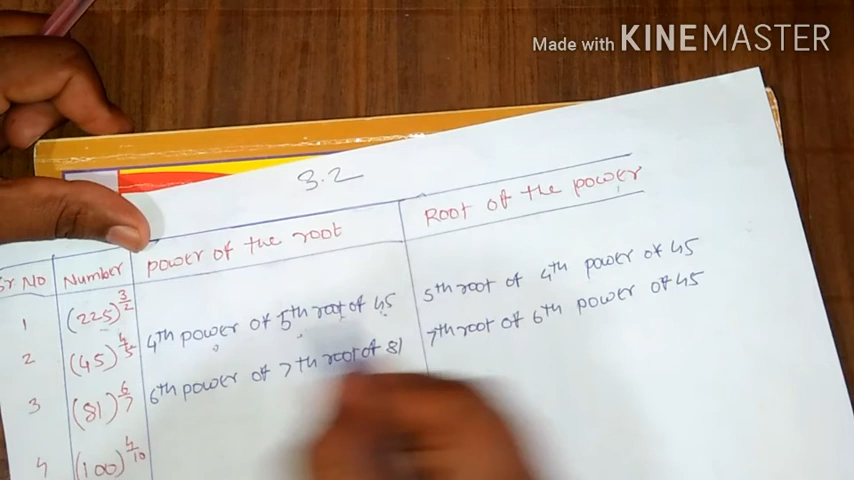 Made with KINEMASTER
3.2
Sr No Number power of the root Root of the power
1 (225)^3/2
2 (45)^4/5 4th power of 5th root of 45 5th root of 4th power of 45
3 (81)^6/7 6th power of 7th root of 81 7th root of 6th power of 45
4 (100)^4/10